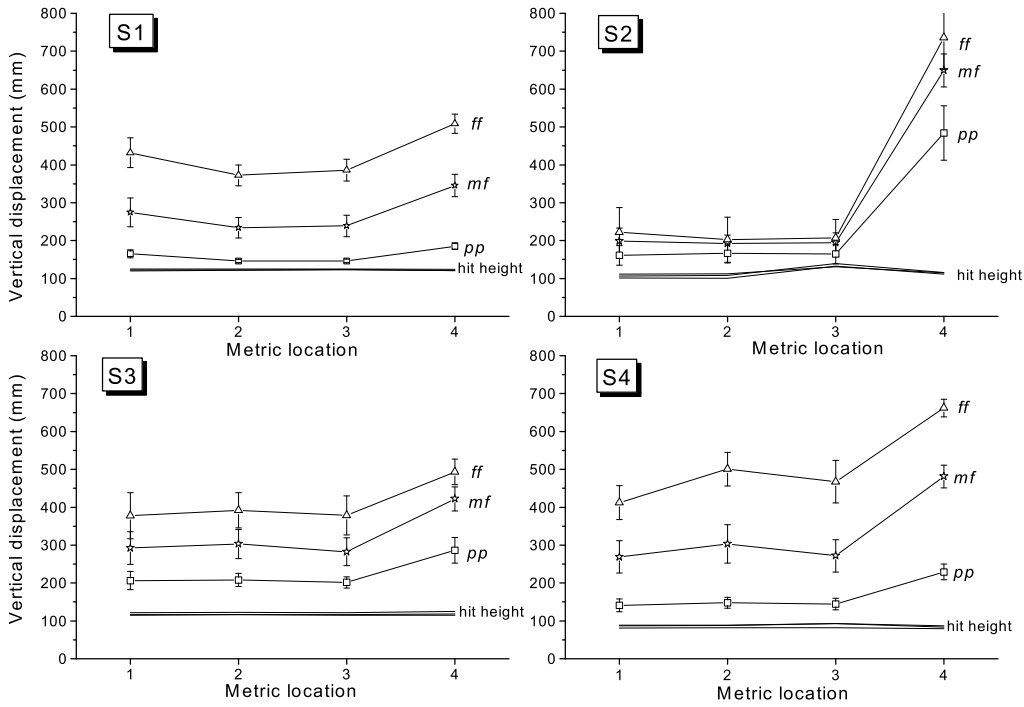 S1
Vertical displacement (mm)
800
700
600
500
400
300
200
100
0
ff
mf
pp
hit height
1 2 3 4
Metric location
S2
800
700
600
500
400
300
200
100
0
ff
mf
pp
hit height
1 2 3 4
Metric location
S3
Vertical displacement (mm)
800
700
600
500
400
300
200
100
0
ff
mf
pp
hit height
1 2 3 4
Metric location
S4
800
700
600
500
400
300
200
100
0
ff
mf
pp
hit height
1 2 3 4
Metric location